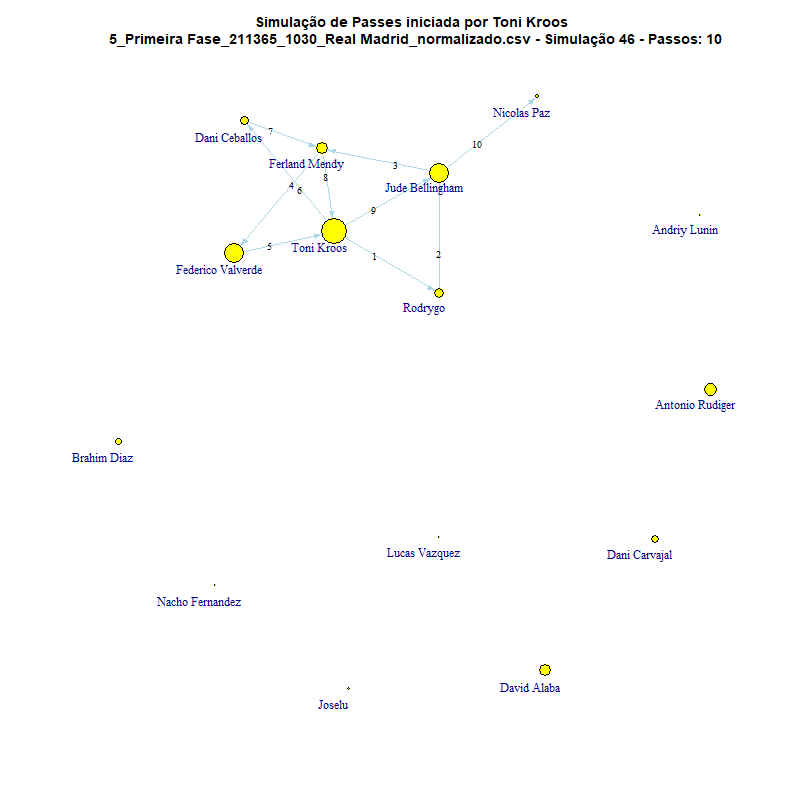 Simulação de Passes iniciada por Toni Kroos
5_Primeira Fase_211365_1030_Real Madrid_normalizado.csv - Simulação 46 - Passos: 10
Nicolas Paz
7
Dani Ceballos
10
Ferland Mendy
3
8
4
6
Jude Bellingham
9
Andriy Lunin
5
Toni Kroos
1
2
Federico Valverde
Rodrygo
Antonio Rudiger
Brahim Diaz
Lucas Vazquez
Dani Carvajal
Nacho Fernandez
David Alaba
Joselu